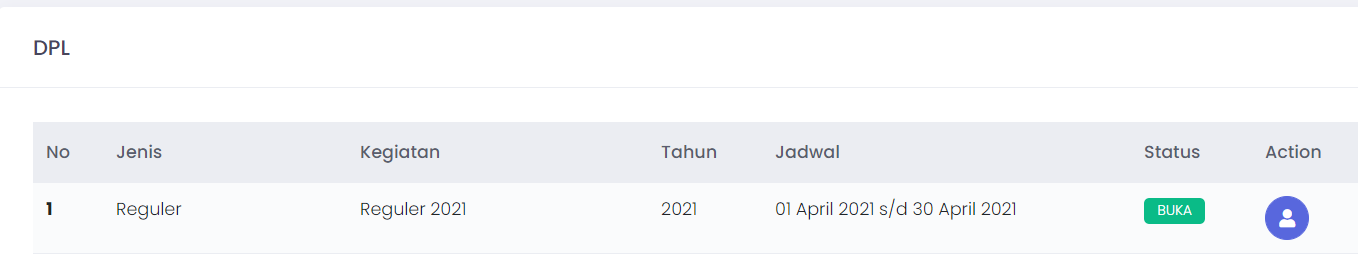 DPL
No Jenis Kegiatan Tahun Jadwal Status Action
1 Reguler Reguler 2021 2021 01 April 2021 s/d 30 April 2021 BUKA